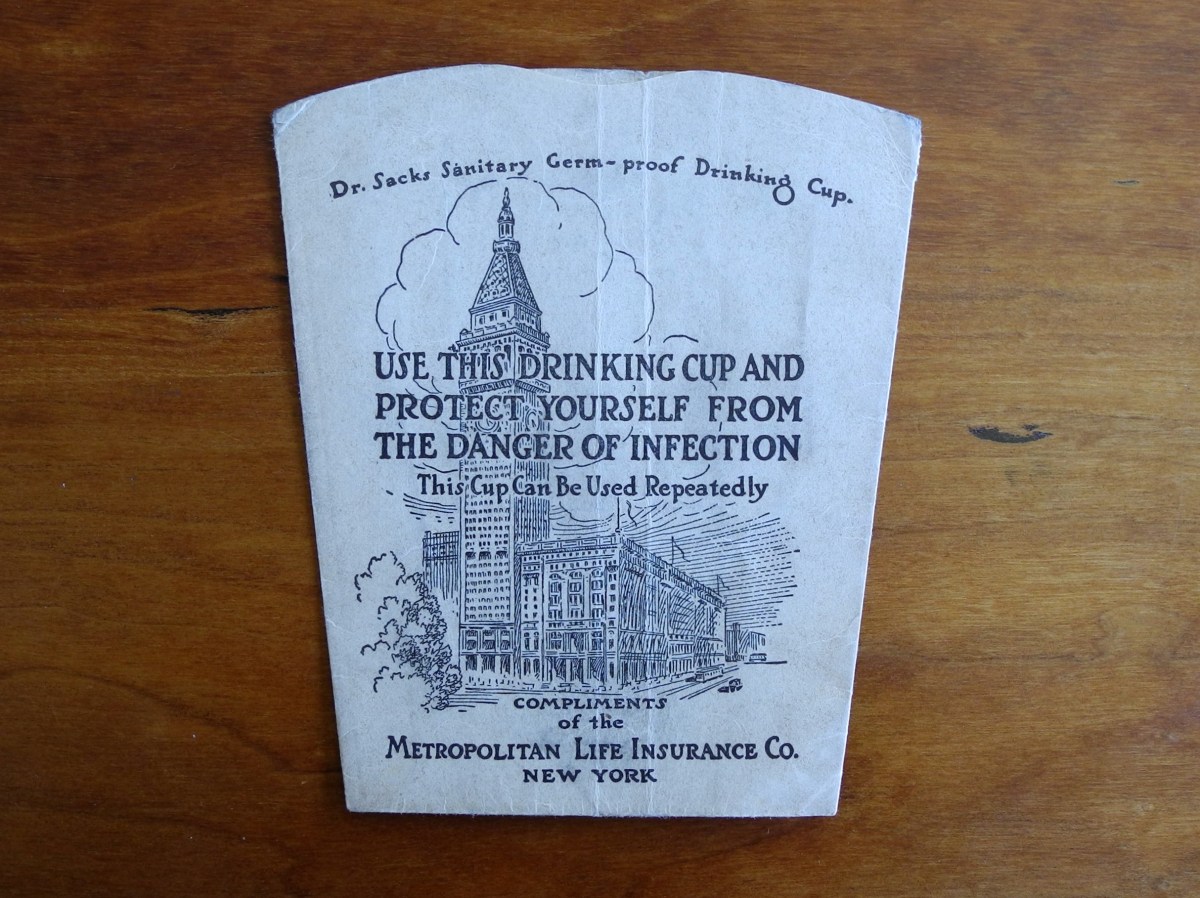 Dr. Sacks Sanitary Germ-proof Drinking Cup.
USE THIS DRINKING CUP AND
PROTECT YOURSELF FROM
THE DANGER OF INFECTION
This Cup Can Be Used Repeatedly
COMPLIMENTS
of the
METROPOLITAN LIFE INSURANCE CO.
NEW YORK